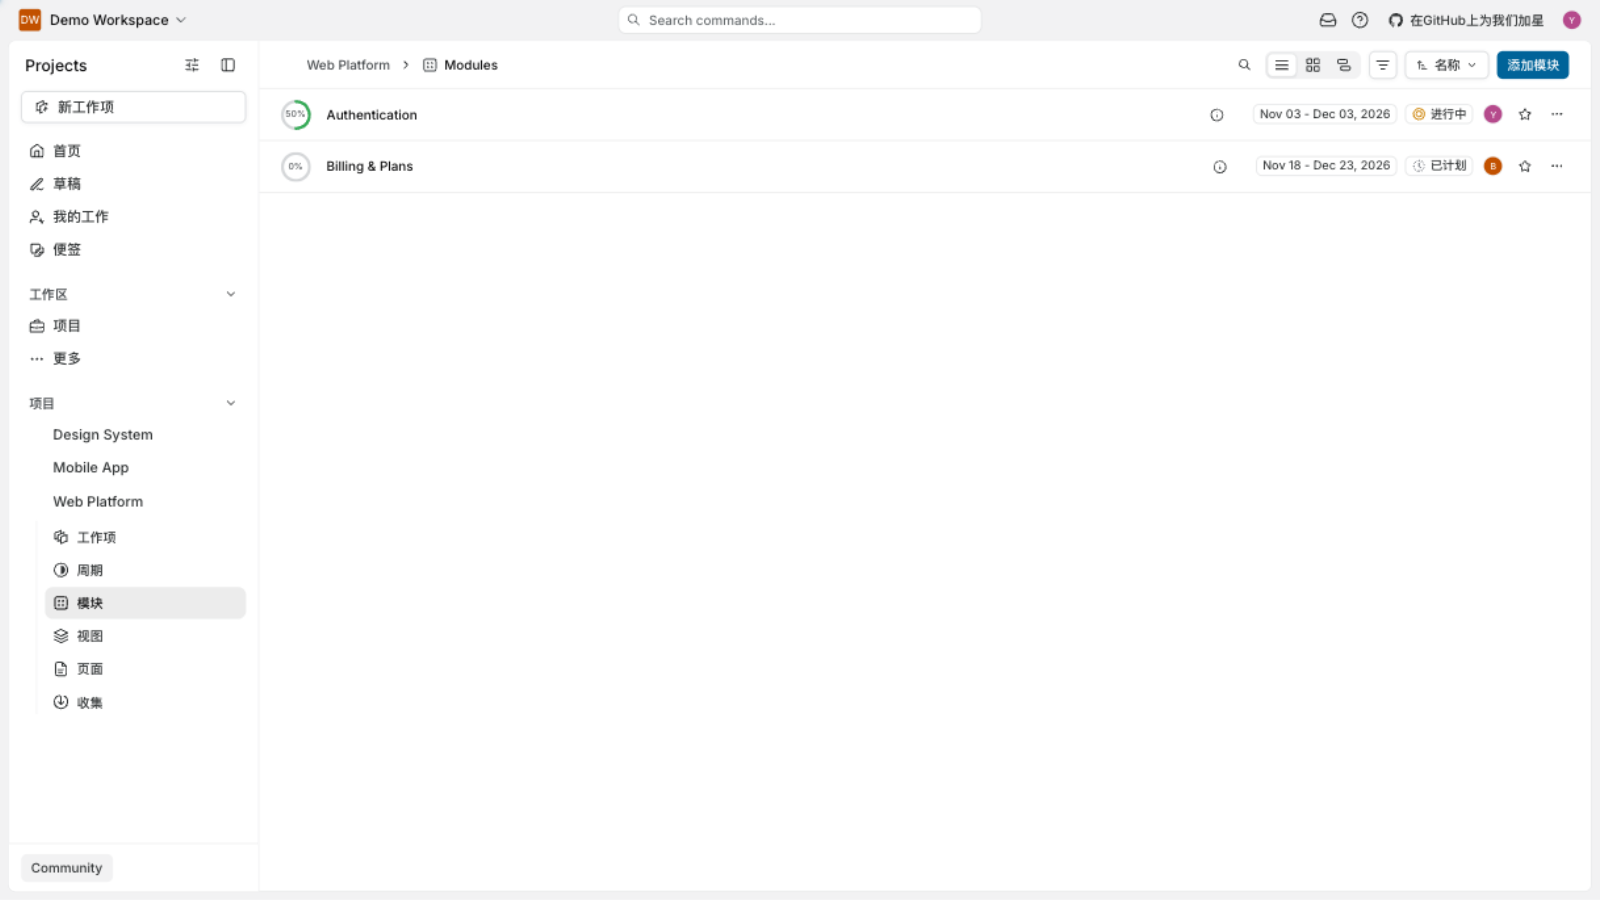 DW Demo Workspace
Search commands...
在GitHub上为我们加星
Y
Projects
新工作项
首页
草稿
我的工作
便签
工作区
项目
更多
项目
Design System
Mobile App
Web Platform
工作项
周期
模块
视图
页面
收集
Community
Web Platform
Modules
名称
添加模块
50%
Authentication
Nov 03 - Dec 03, 2026
进行中
Y
0%
Billing & Plans
Nov 18 - Dec 23, 2026
已计划
B